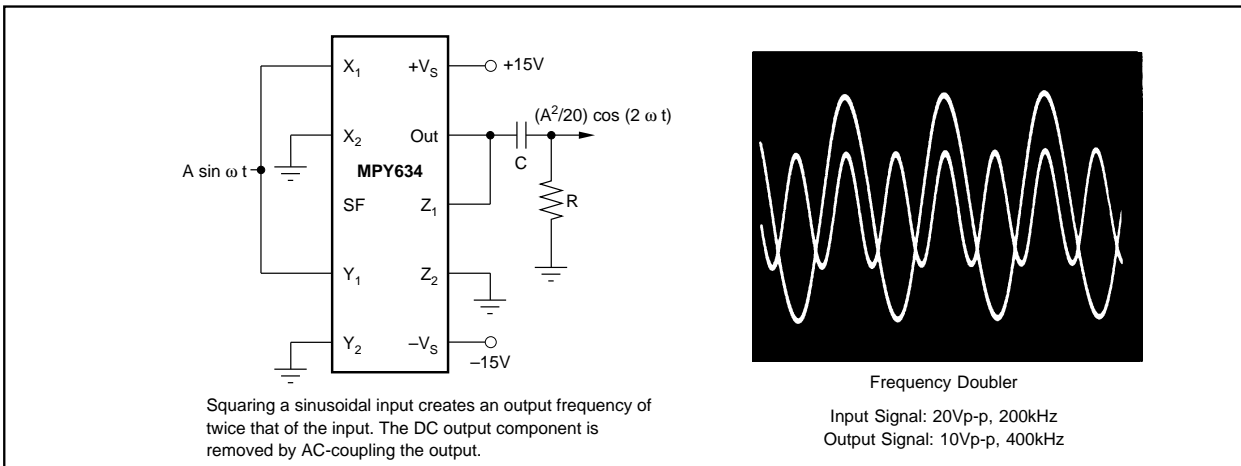 X1
+VS
+15V
(A²/20) cos (2 ω t)
X2
Out
C
A sin ω t
MPY634
SF
Z1
R
Y1
Z2
Y2
–VS
–15V
Squaring a sinusoidal input creates an output frequency of
twice that of the input. The DC output component is
removed by AC-coupling the output.
Frequency Doubler
Input Signal: 20Vp-p, 200kHz
Output Signal: 10Vp-p, 400kHz